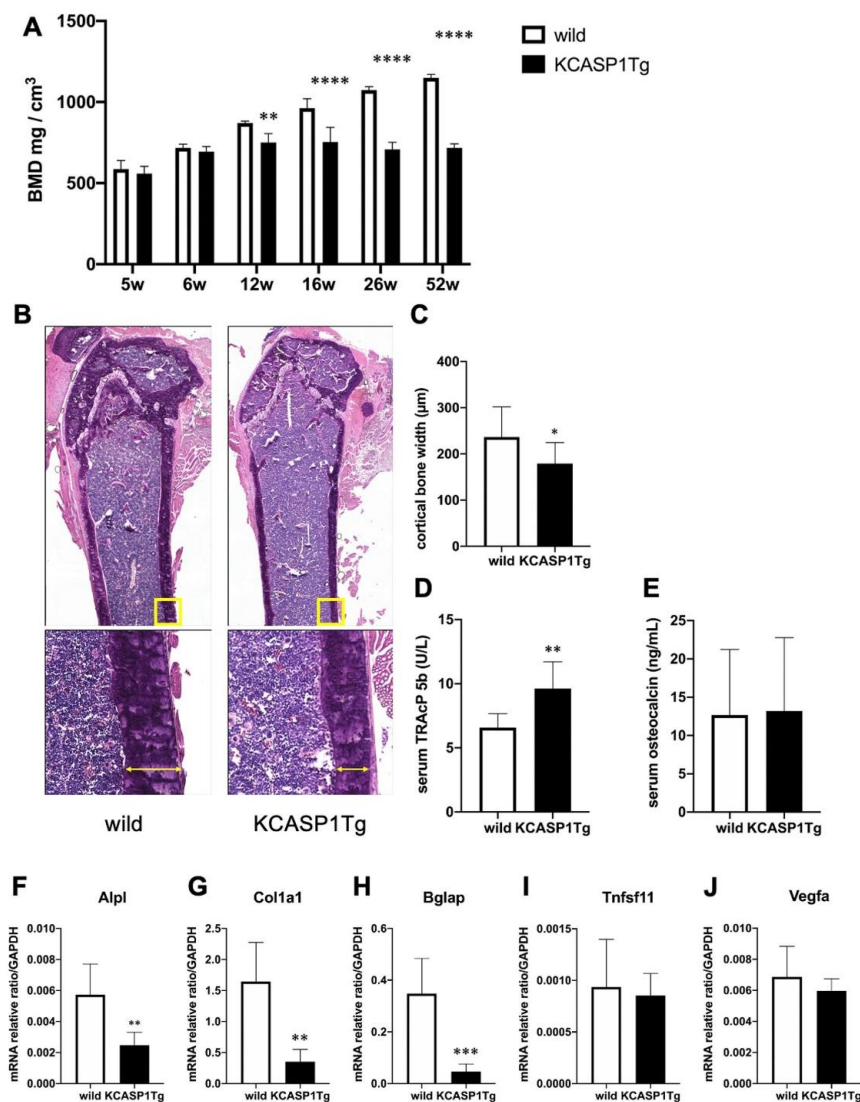 A
1500
1000
500
0
BMD mg / cm³
** **** **** ****
5w 6w 12w 16w 26w 52w
wild
KCASP1Tg
B
wild KCASP1Tg
C
400
300
200
100
0
cortical bone width (µm)
*
wild KCASP1Tg
D
15
10
5
0
serum TRAcP 5b (U/L)
**
wild KCASP1Tg
E
25
20
15
10
5
0
serum osteocalcin (ng/mL)
wild KCASP1Tg
F
Alpl
0.010
0.008
0.006
0.004
0.002
0.000
mRNA relative ratio/GAPDH
**
wild KCASP1Tg
G
Col1a1
2.5
2.0
1.5
1.0
0.5
0.0
mRNA relative ratio/GAPDH
**
wild KCASP1Tg
H
Bglap
0.6
0.4
0.2
0.0
mRNA relative ratio/GAPDH
***
wild KCASP1Tg
I
Tnfsf11
0.0015
0.0010
0.0005
0.0000
mRNA relative ratio/GAPDH
wild KCASP1Tg
J
Vegfa
0.010
0.008
0.006
0.004
0.002
0.000
mRNA relative ratio/GAPDH
wild KCASP1Tg